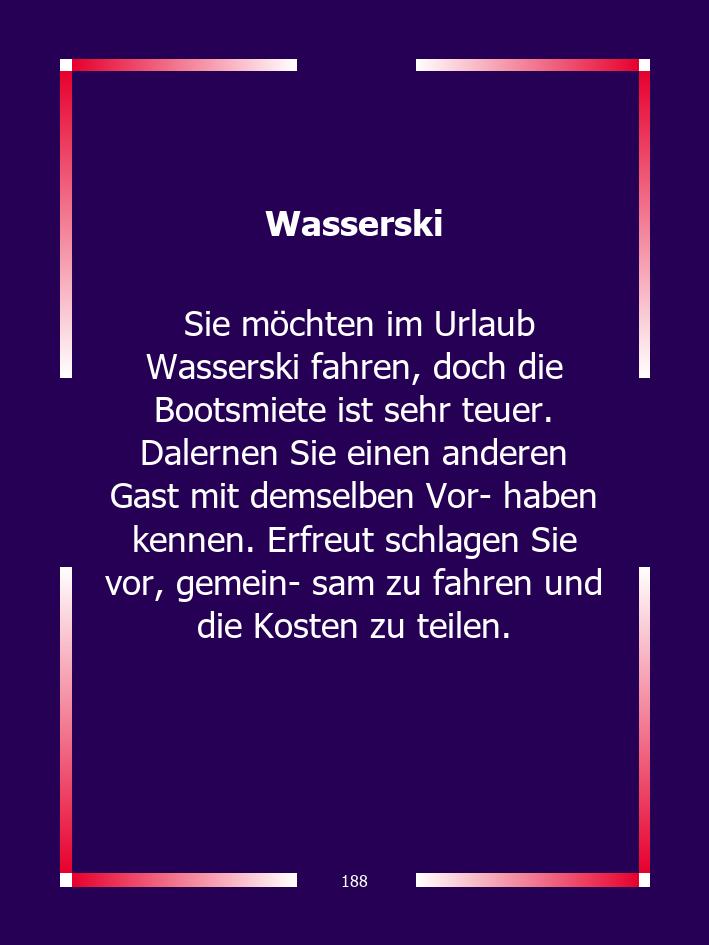 Wasserski
Sie möchten im Urlaub
Wasserski fahren, doch die
Bootsmiete ist sehr teuer.
Dalernen Sie einen anderen
Gast mit demselben Vor- haben
kennen. Erfreut schlagen Sie
vor, gemein- sam zu fahren und
die Kosten zu teilen.
188